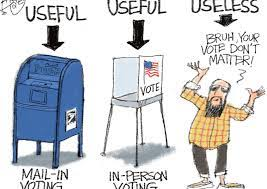 USEFUL
USEFUL
USELESS
BRUH, YOUR
VOTE DON'T
MATTER!
VOTE
MAIL-IN
VOTING
IN-PERSON
VOTING